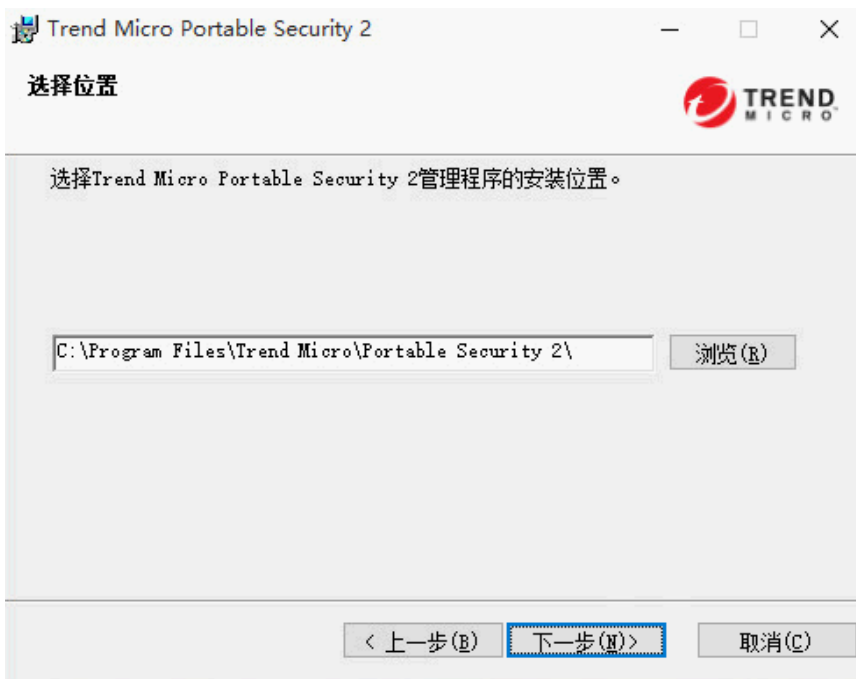 Trend Micro Portable Security 2
选择位置
TREND
MICRO
选择Trend Micro Portable Security 2管理程序的安装位置。
C:\Program Files\Trend Micro\Portable Security 2\
浏览(R)
< 上一步(B)
下一步(N)>
取消(C)